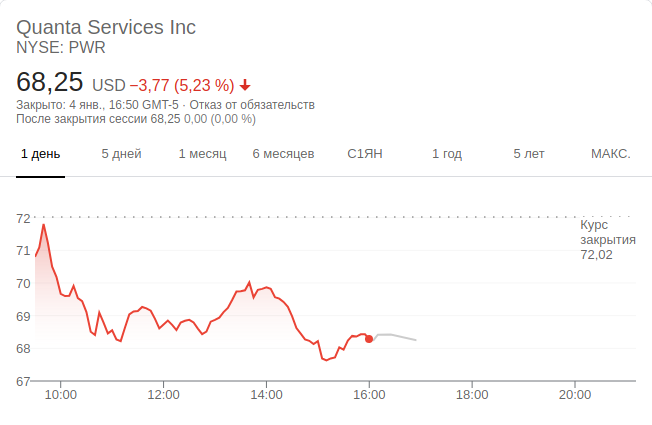 Quanta Services Inc
NYSE: PWR
68,25 USD −3,77 (5,23 %)
Закрыто: 4 янв., 16:50 GMT-5 · Отказ от обязательств
После закрытия сессии 68,25 0,00 (0,00 %)
1 день 5 дней 1 месяц 6 месяцев С1ЯН 1 год 5 лет МАКС.
72
Курс
закрытия
72,02
71
70
69
68
67
10:00 12:00 14:00 16:00 18:00 20:00